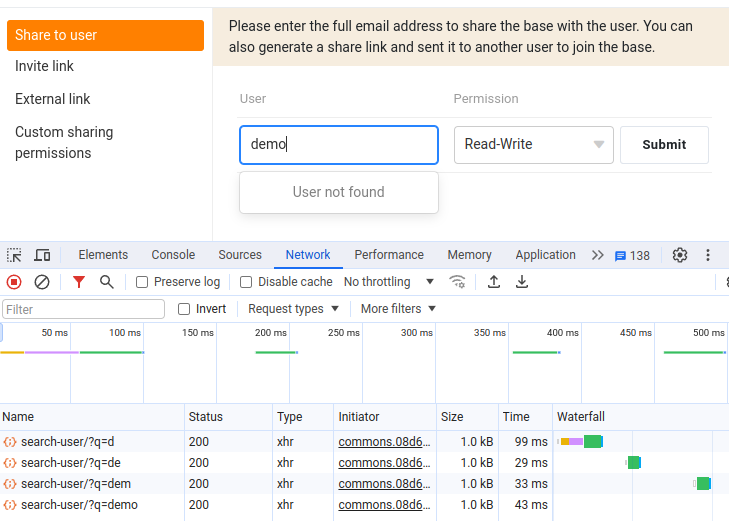 Share to user
Invite link
External link
Custom sharing
permissions
Please enter the full email address to share the base with the user. You can
also generate a share link and sent it to another user to join the base.
User Permission
demo Read-Write Submit
User not found
Elements Console Sources Network Performance Memory Application 138
Preserve log Disable cache No throttling
Filter Invert Request types More filters
50 ms 100 ms 150 ms 200 ms 250 ms 300 ms 350 ms 400 ms 450 ms 500 ms
Name Status Type Initiator Size Time Waterfall
search-user/?q=d 200 xhr commons.08d6... 1.0 kB 99 ms
search-user/?q=de 200 xhr commons.08d6... 1.0 kB 29 ms
search-user/?q=dem 200 xhr commons.08d6... 1.0 kB 33 ms
search-user/?q=demo 200 xhr commons.08d6... 1.0 kB 43 ms